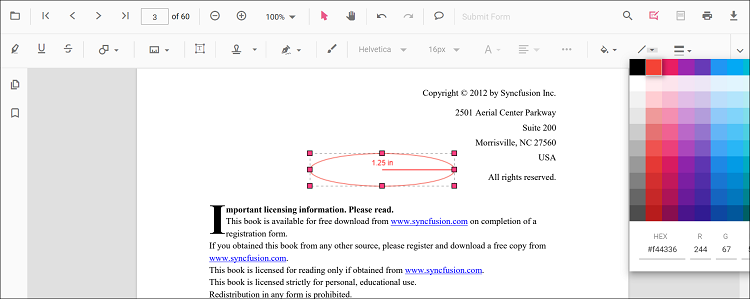 3 of 60 100% Submit Form
Helvetica 16px A
Copyright © 2012 by Syncfusion Inc.
2501 Aerial Center Parkway
Suite 200
Morrisville, NC 27560
USA
1.25 in
All rights reserved.
Important licensing information. Please read.
This book is available for free download from www.syncfusion.com on completion of a
registration form.
If you obtained this book from any other source, please register and download a free copy from
www.syncfusion.com.
This book is licensed for reading only if obtained from www.syncfusion.com.
This book is licensed strictly for personal, educational use.
Redistribution in any form is prohibited.
HEX R G
#f44336 244 67